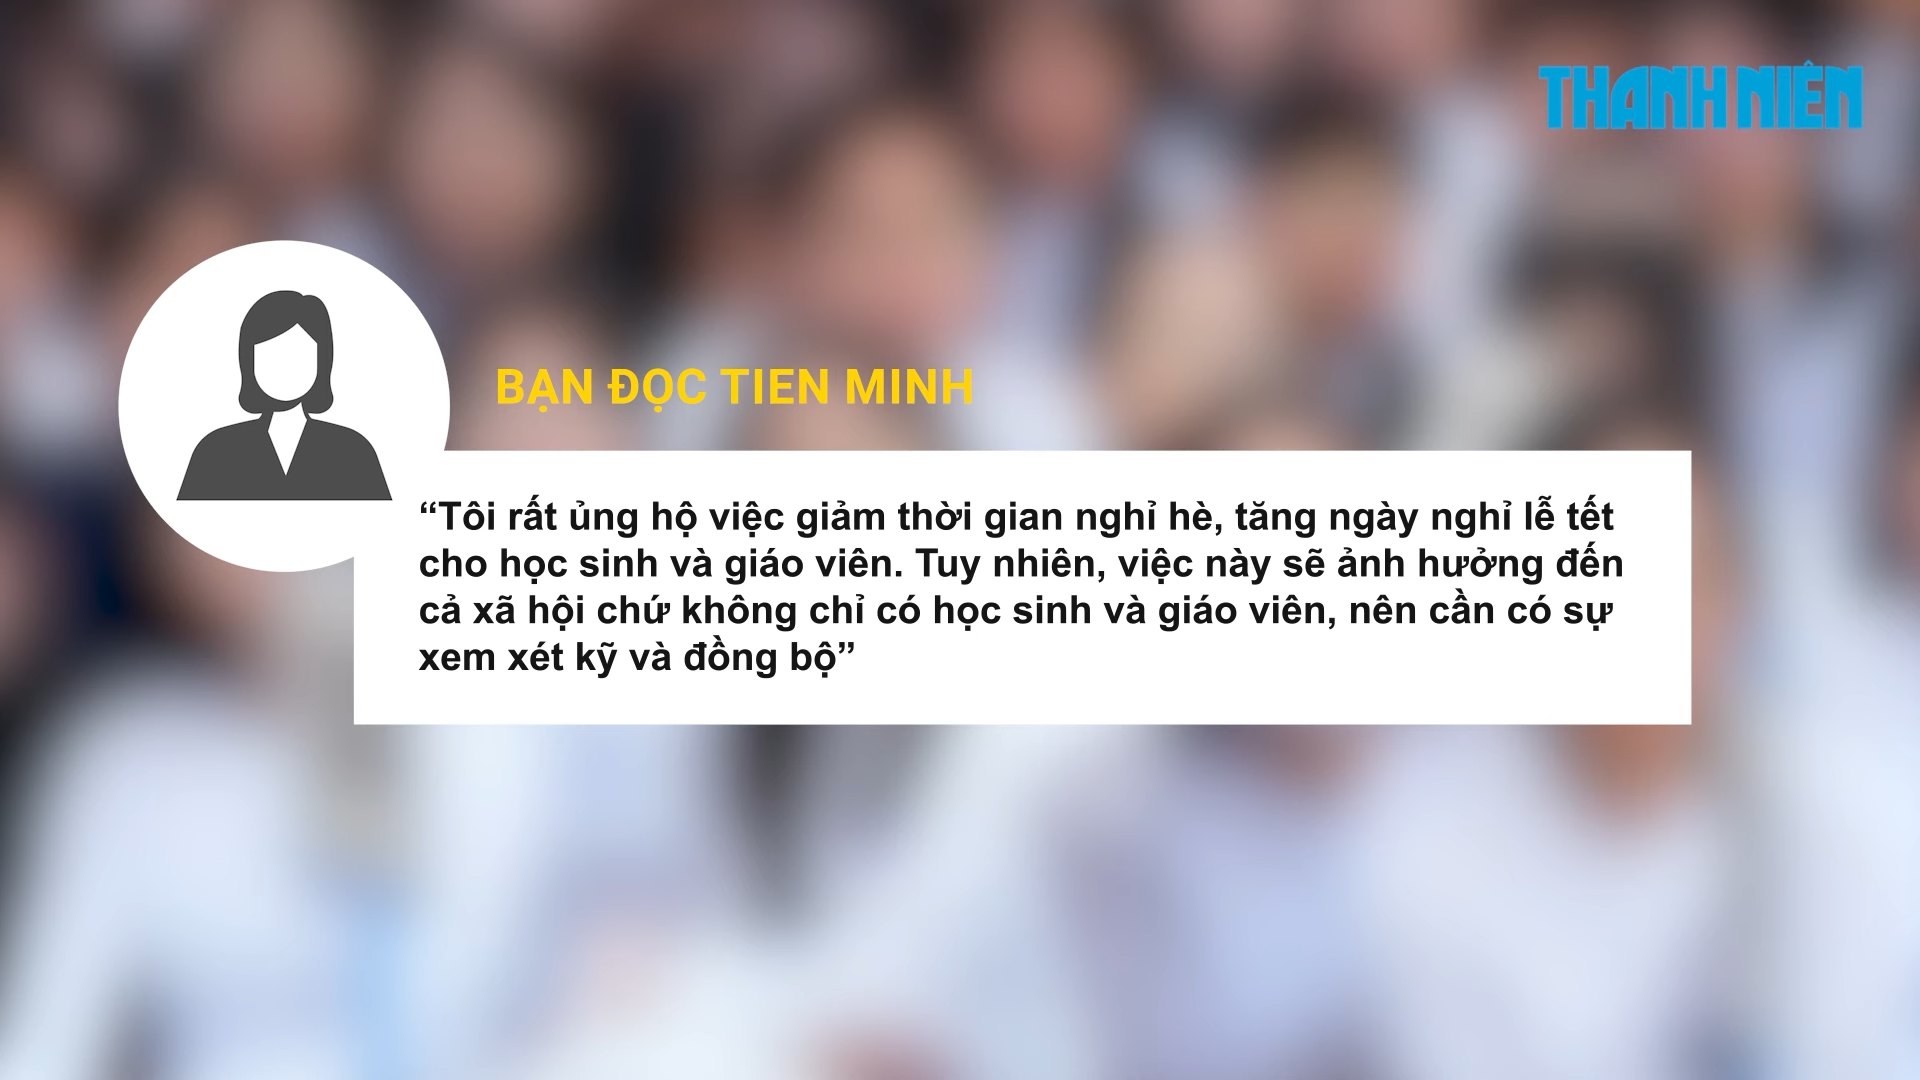 THANH NIÊN
BẠN ĐỌC TIEN MINH
“Tôi rất ủng hộ việc giảm thời gian nghỉ hè, tăng ngày nghỉ lễ tết
cho học sinh và giáo viên. Tuy nhiên, việc này sẽ ảnh hưởng đến
cả xã hội chứ không chỉ có học sinh và giáo viên, nên cần có sự
xem xét kỹ và đồng bộ”